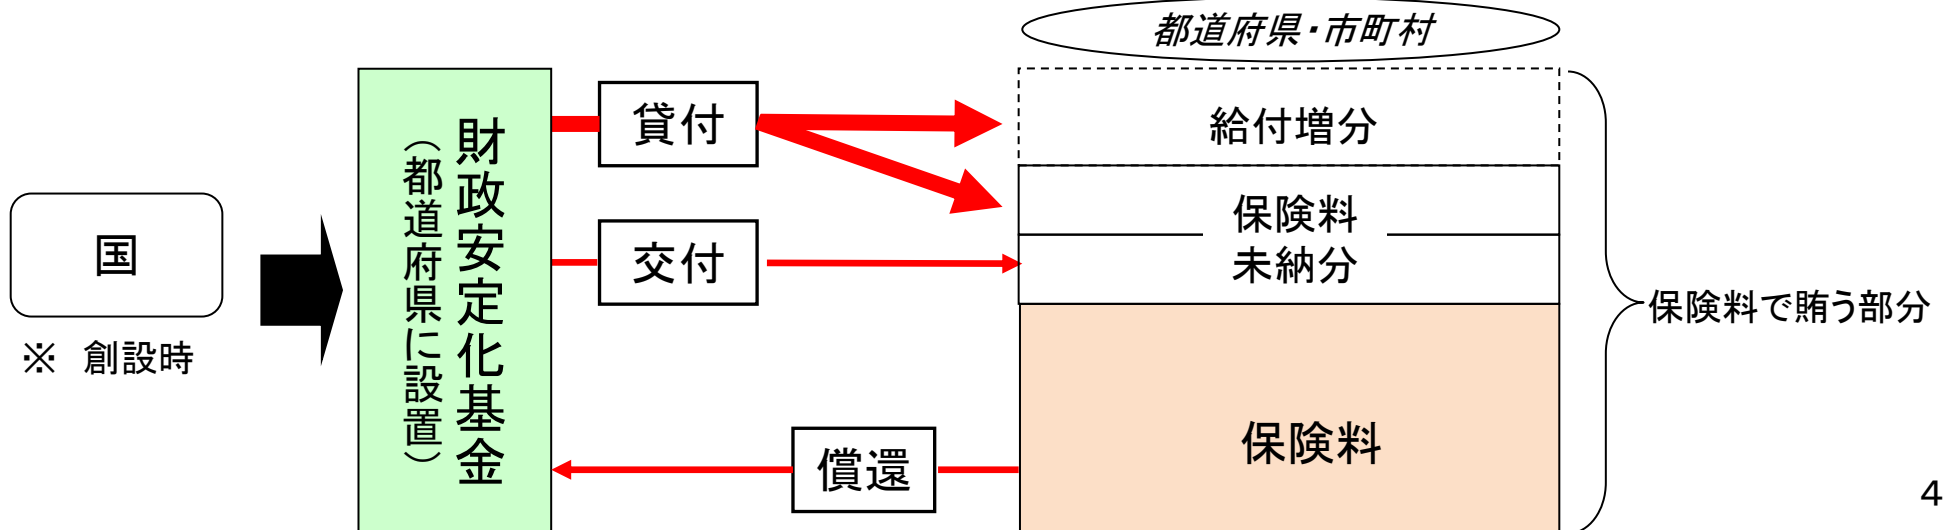 都道府県・市町村
国
※　創設時
財政安定化基金
（都道府県に設置）
貸付
交付
償還
給付増分
保険料
未納分
保険料
保険料で賄う部分
4